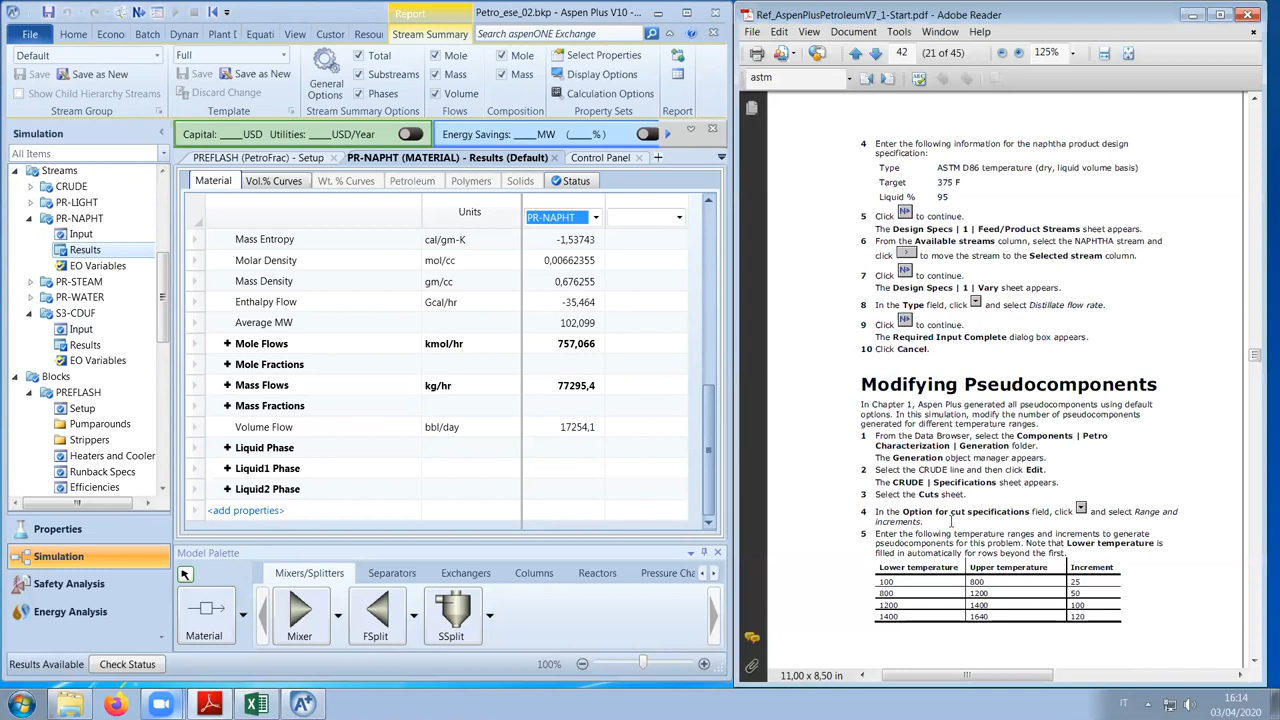 Report
Petro_ese_02.bkp - Aspen Plus V10 -...
File
Home
Econo
Batch
Dynar
Plant D
Equati
View
Custor
Resou
Stream Summary
Search aspenONE Exchange
Default
Save
Save as New
Show Child Hierarchy Streams
Stream Group
Full
Save
Save as New
Discard Change
Template
General
Options
Total
Substreams
Phases
Stream Summary Options
Mole
Mass
Volume
Flows
Mole
Mass
Composition
Select Properties
Display Options
Calculation Options
Property Sets
Report
Simulation
All Items
Capital: ____USD Utilities: ____USD/Year
Energy Savings: ____MW (____%)
PREFLASH (PetroFrac) - Setup
PR-NAPHT (MATERIAL) - Results (Default)
Control Panel
Material
Vol.% Curves
Wt. % Curves
Petroleum
Polymers
Solids
Status
Streams
CRUDE
PR-LIGHT
PR-NAPHT
Input
Results
EO Variables
PR-STEAM
PR-WATER
S3-CDUF
Input
Results
EO Variables
Blocks
PREFLASH
Setup
Pumparounds
Strippers
Heaters and Cooler
Runback Specs
Efficiencies
Properties
Simulation
Safety Analysis
Energy Analysis
Units
PR-NAPHT
Mass Entropy cal/gm-K -1,53743
Molar Density mol/cc 0,00662355
Mass Density gm/cc 0,676255
Enthalpy Flow Gcal/hr -35,464
Average MW 102,099
Mole Flows kmol/hr 757,066
Mole Fractions
Mass Flows kg/hr 77295,4
Mass Fractions
Volume Flow bbl/day 17254,1
Liquid Phase
Liquid1 Phase
Liquid2 Phase
<add properties>
Model Palette
Mixers/Splitters
Separators
Exchangers
Columns
Reactors
Pressure Cha
Material
Mixer
FSplit
SSplit
Results Available
Check Status
100%
Ref_AspenPlusPetroleumV7_1-Start.pdf - Adobe Reader
File Edit View Document Tools Window Help
42
(21 of 45)
125%
astm
4 Enter the following information for the naphtha product design
specification:
Type ASTM D86 temperature (dry, liquid volume basis)
Target 375 F
Liquid % 95
5 Click N> to continue.
The Design Specs | 1 | Feed/Product Streams sheet appears.
6 From the Available streams column, select the NAPHTHA stream and
click > to move the stream to the Selected stream column.
7 Click N> to continue.
The Design Specs | 1 | Vary sheet appears.
8 In the Type field, click and select Distillate flow rate.
9 Click N> to continue.
The Required Input Complete dialog box appears.
10 Click Cancel.
Modifying Pseudocomponents
In Chapter 1, Aspen Plus generated all pseudocomponents using default
options. In this simulation, modify the number of pseudocomponents
generated for different temperature ranges.
1 From the Data Browser, select the Components | Petro
Characterization | Generation folder.
The Generation object manager appears.
2 Select the CRUDE line and then click Edit.
The CRUDE | Specifications sheet appears.
3 Select the Cuts sheet.
4 In the Option for cut specifications field, click and select Range and
increments.
5 Enter the following temperature ranges and increments to generate
pseudocomponents for this problem. Note that Lower temperature is
filled in automatically for rows beyond the first.
Lower temperature Upper temperature Increment
100 800 25
800 1200 50
1200 1400 100
1400 1640 120
11,00 x 8,50 in
IT
16:14
03/04/2020